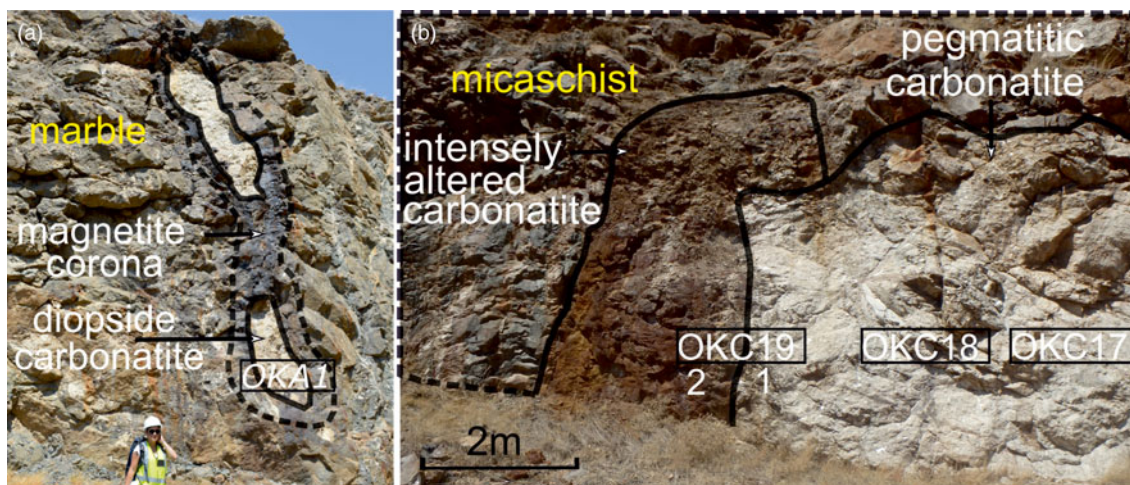 (a)
marble
magnetite
corona
diopside
carbonatite
OKA1
(b)
micaschist
pegmatitic
carbonatite
intensely
altered
carbonatite
OKC19
2 - 1
OKC18
OKC17
2m